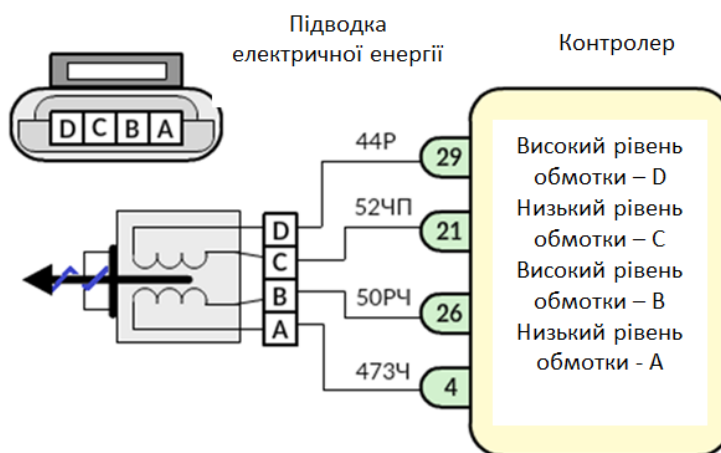 Підводка
електричної енергії
Контролер
D C B A
44Р
29
52ЧП
21
50РЧ
26
473Ч
4
D
C
B
A
Високий рівень
обмотки – D
Низький рівень
обмотки – С
Високий рівень
обмотки – В
Низький рівень
обмотки - А